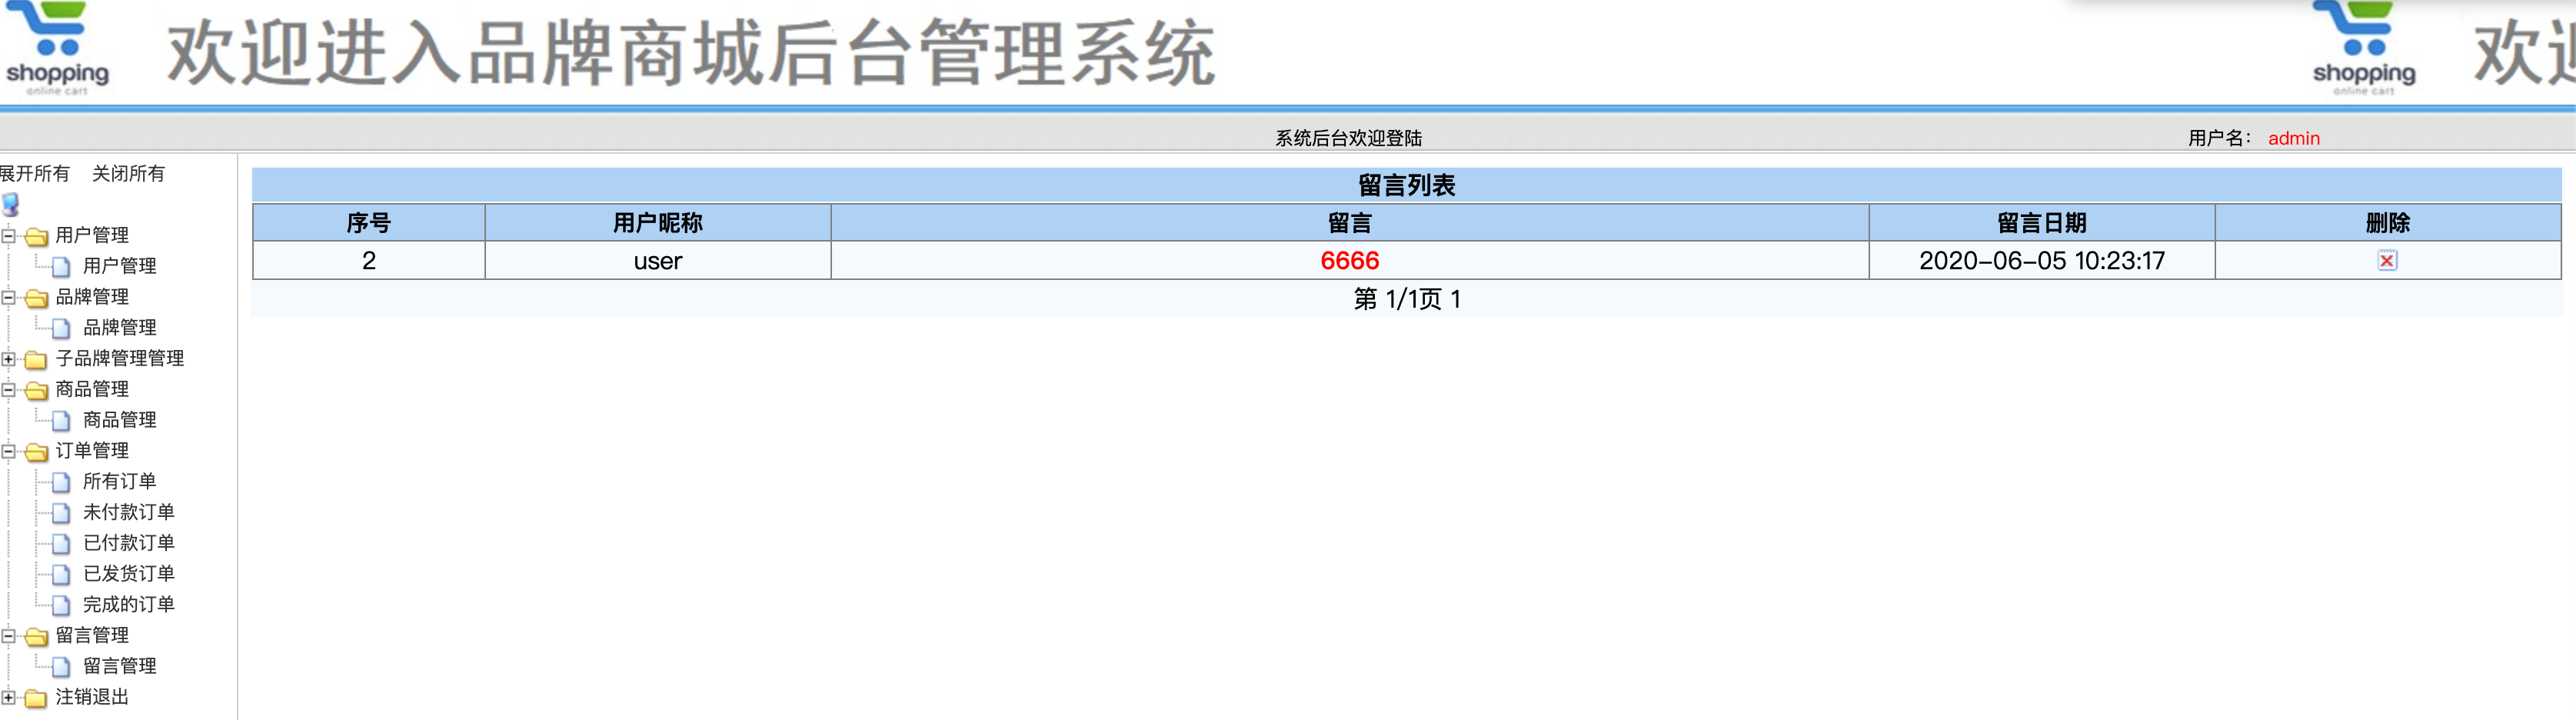 shopping
online cart
欢迎进入品牌商城后台管理系统
shopping
online cart
欢迎
系统后台欢迎登陆 用户名： admin
展开所有 关闭所有
用户管理
用户管理
品牌管理
品牌管理
子品牌管理管理
商品管理
商品管理
订单管理
所有订单
未付款订单
已付款订单
已发货订单
完成的订单
留言管理
留言管理
注销退出
留言列表
序号 用户昵称 留言 留言日期 删除
2 user 6666 2020-06-05 10:23:17
第 1/1页 1